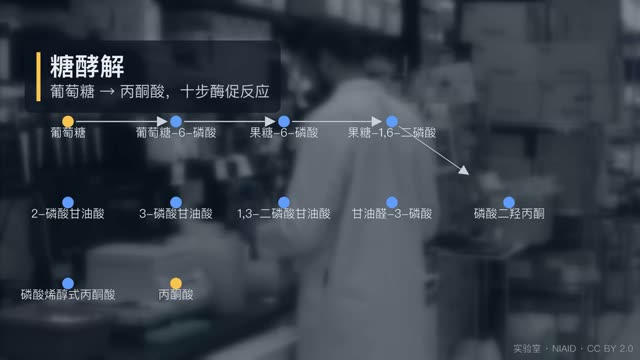 糖酵解
葡萄糖 → 丙酮酸，十步酶促反应
葡萄糖
葡萄糖-6-磷酸
果糖-6-磷酸
果糖-1,6-二磷酸
2-磷酸甘油酸
3-磷酸甘油酸
1,3-二磷酸甘油酸
甘油醛-3-磷酸
磷酸二羟丙酮
磷酸烯醇式丙酮酸
丙酮酸
实验室 · NIAID · CC BY 2.0